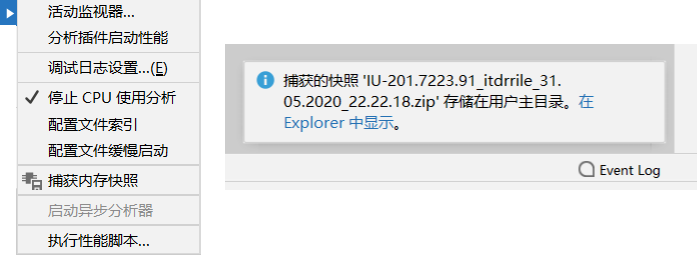 活动监视器...
分析插件启动性能
调试日志设置...(E)
停止 CPU 使用分析
配置文件索引
配置文件缓慢启动
捕获内存快照
启动异步分析器
执行性能脚本...
捕获的快照 'IU-201.7223.91_itdrrile_31.
05.2020_22.22.18.zip' 存储在用户主目录。在
Explorer 中显示。
Event Log